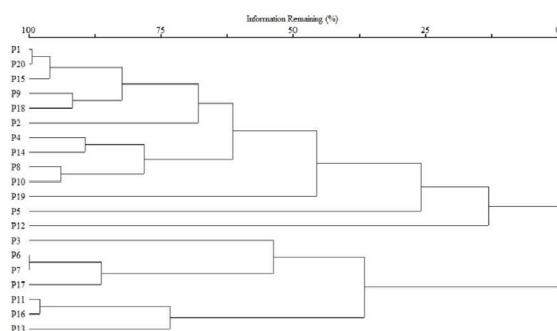 Information Remaining (%)
100 75 50 25 0
P1
P20
P15
P9
P18
P2
P4
P14
P8
P10
P19
P5
P12
P3
P6
P7
P17
P11
P16
P13